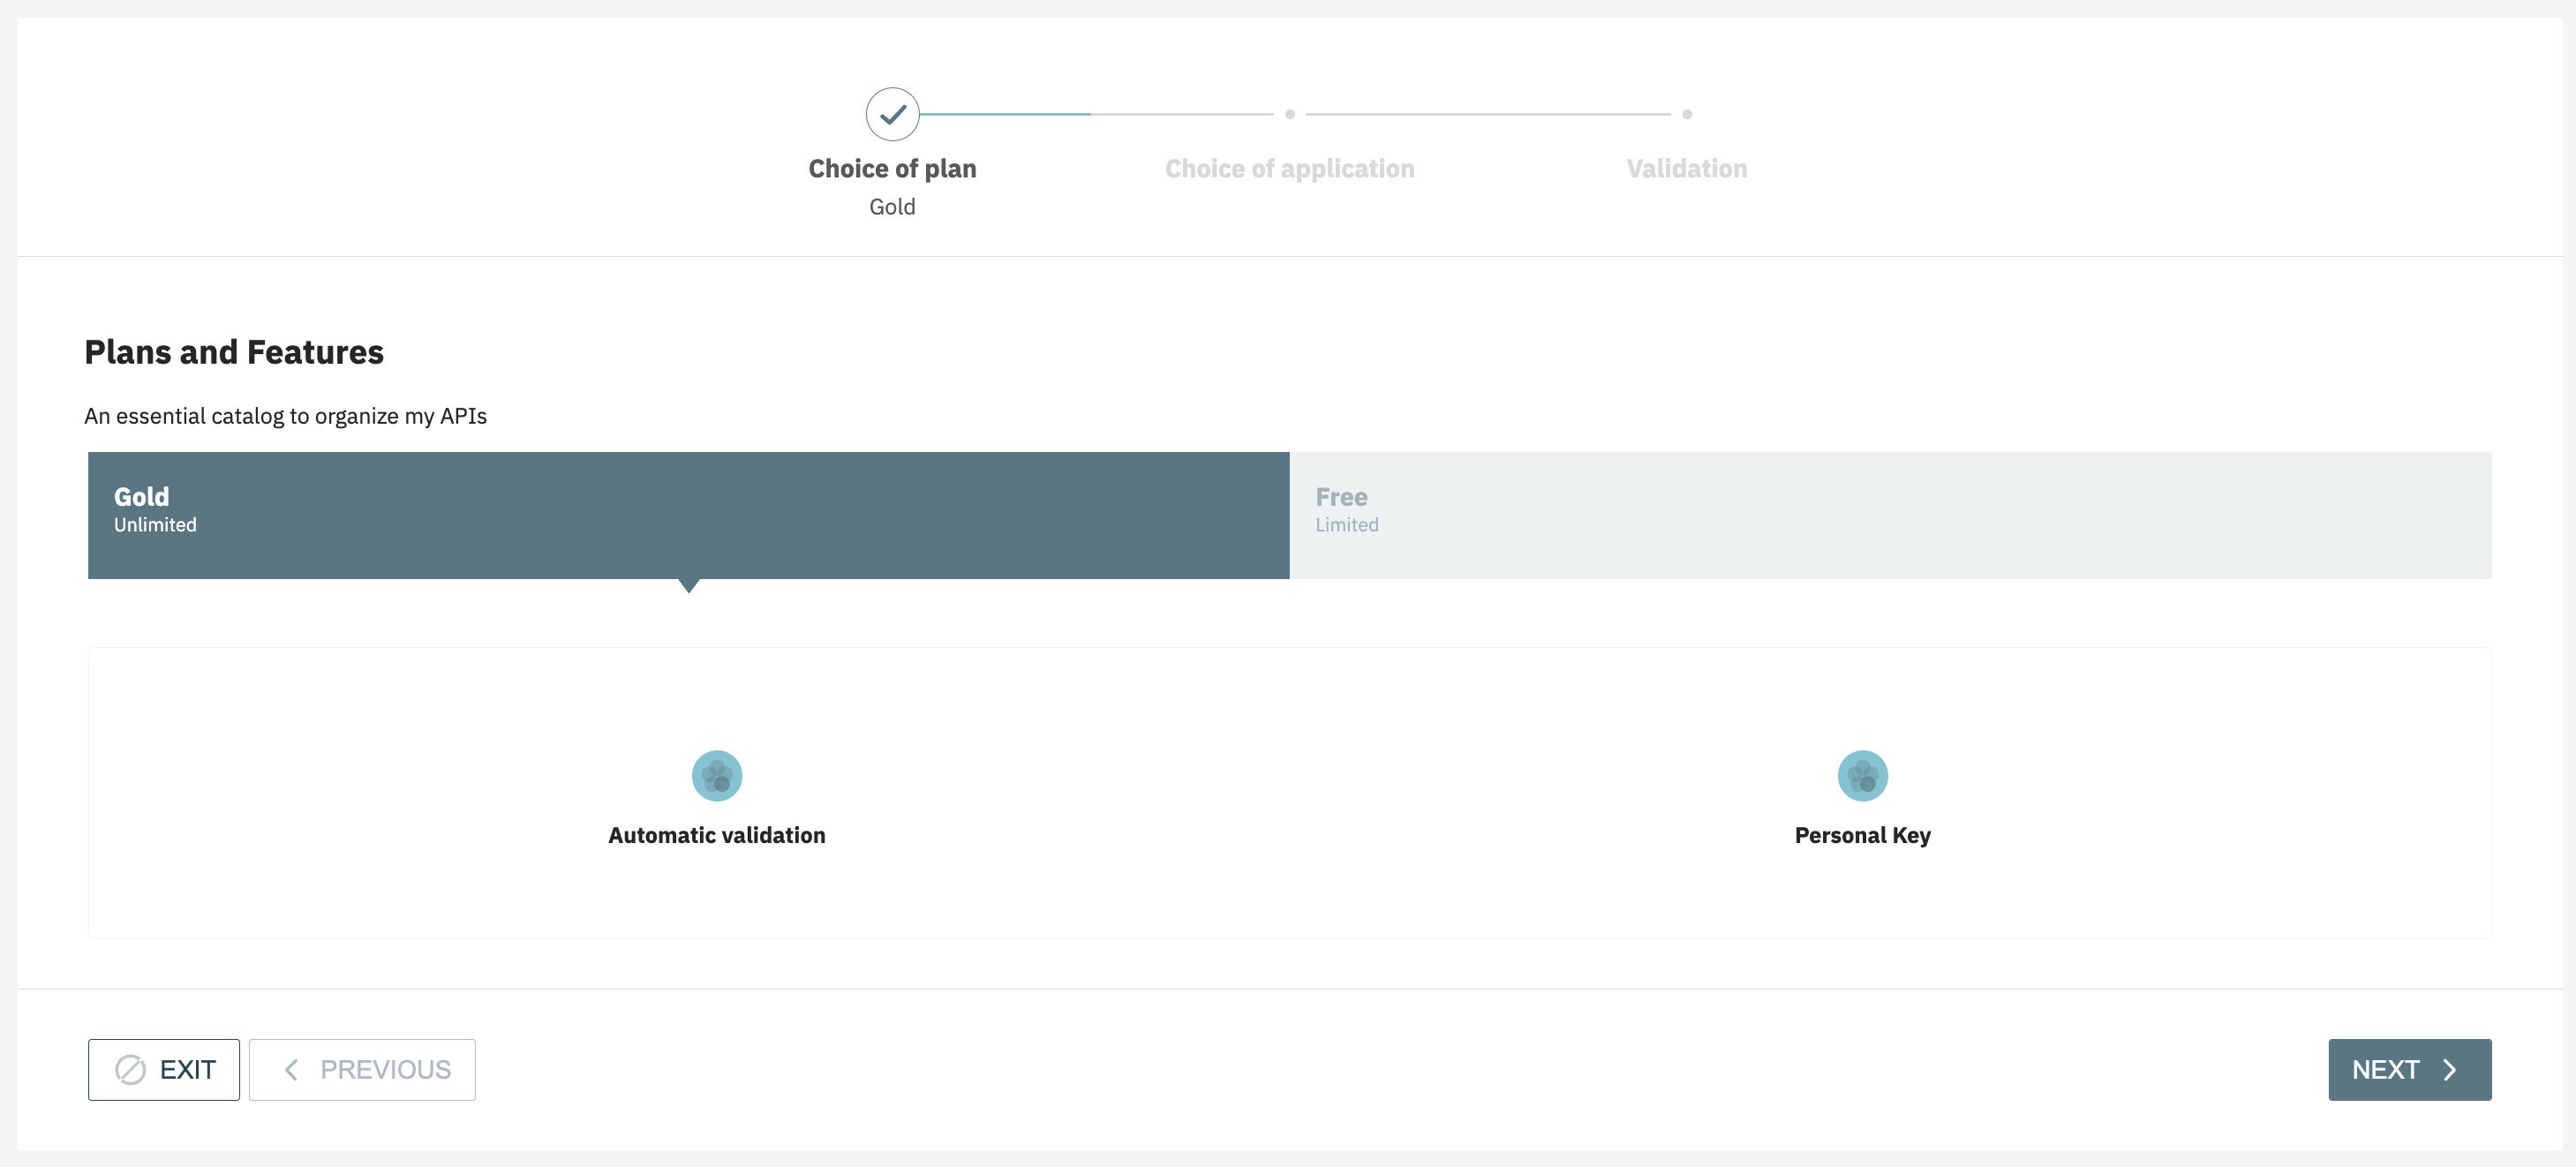 Choice of plan
Choice of application
Validation
Gold
Plans and Features
An essential catalog to organize my APIs
Gold
Unlimited
Free
Limited
Automatic validation
Personal Key
EXIT
PREVIOUS
NEXT